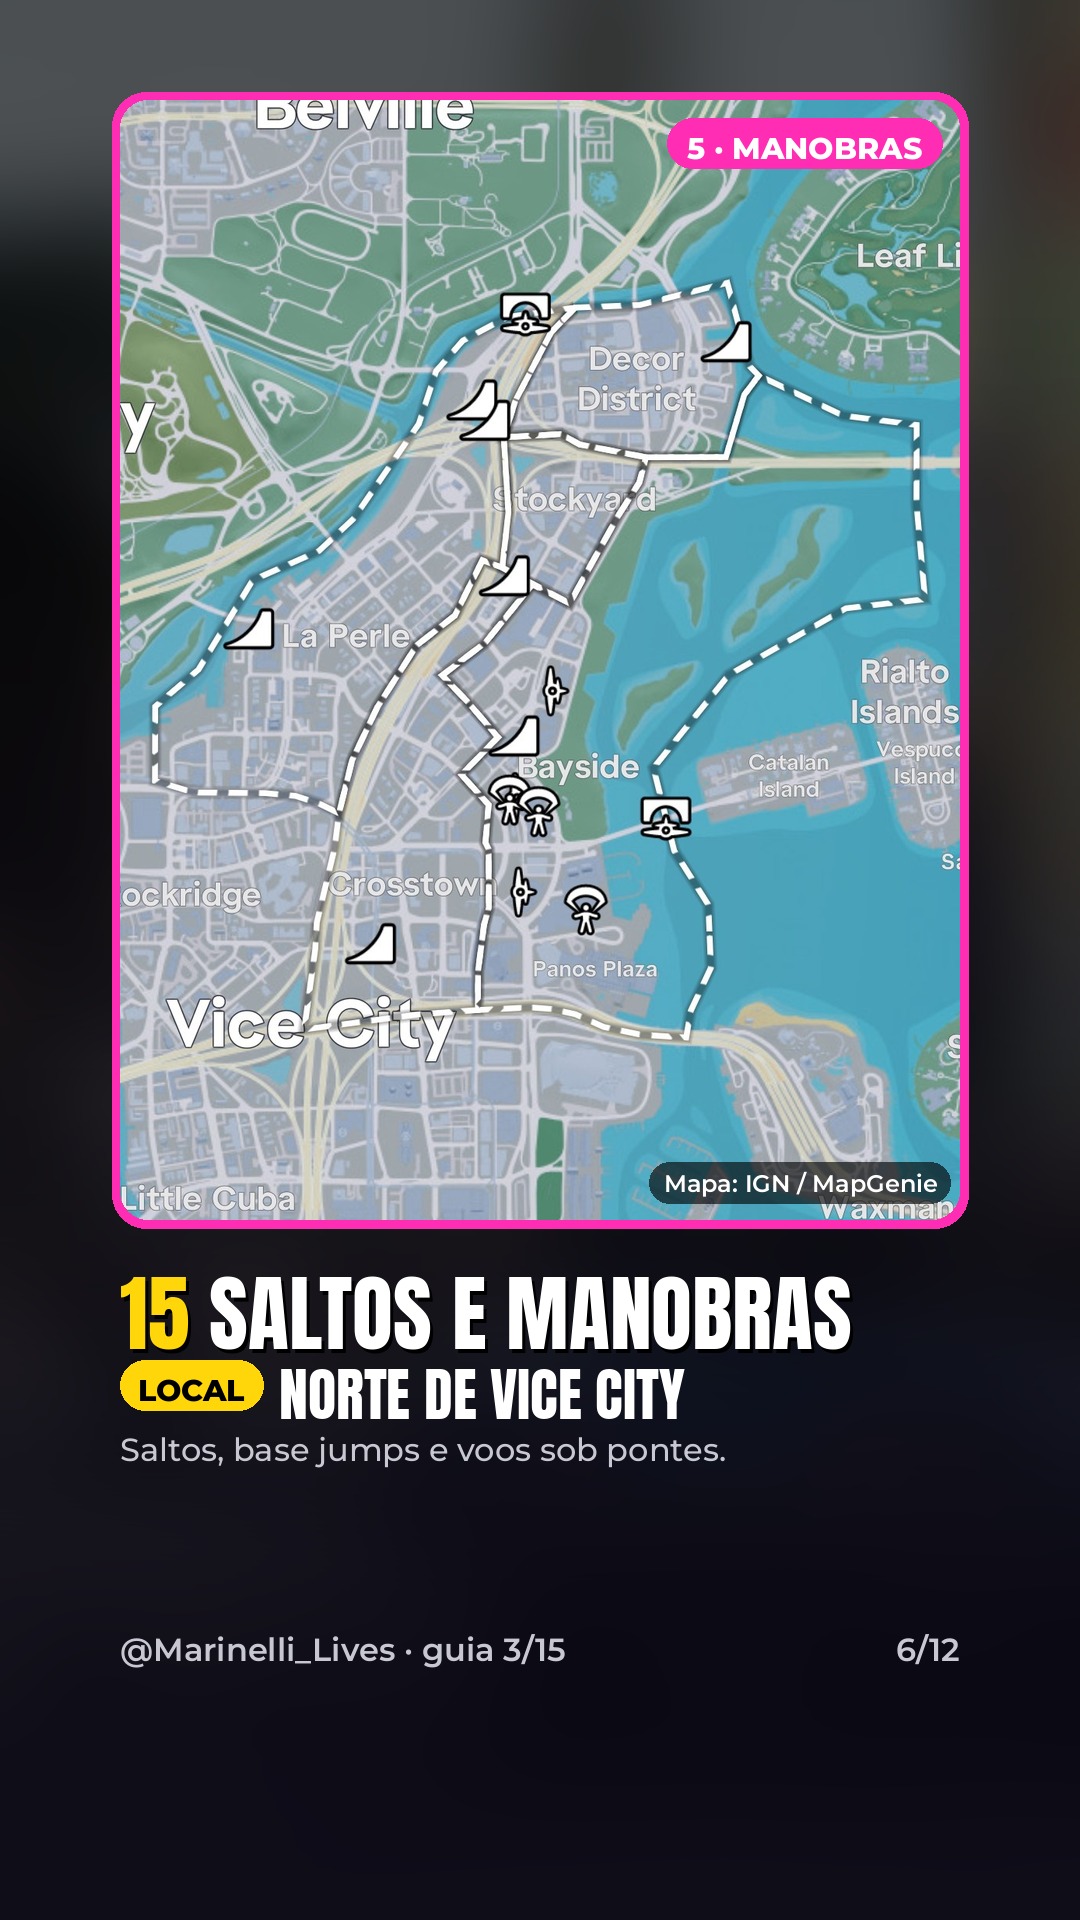 Belville
5 · MANOBRAS
Leaf Li
Decor
District
y
Stockyard
La Perle
Rialto
Islands
Bayside
Catalan
Island
Vespuc
Island
Sa
ockridge
Crosstown
Panos Plaza
Vice City
S
Mapa: IGN / MapGenie
Little Cuba
Waxman
15 SALTOS E MANOBRAS
LOCAL NORTE DE VICE CITY
Saltos, base jumps e voos sob pontes.
@Marinelli_Lives · guia 3/15
6/12